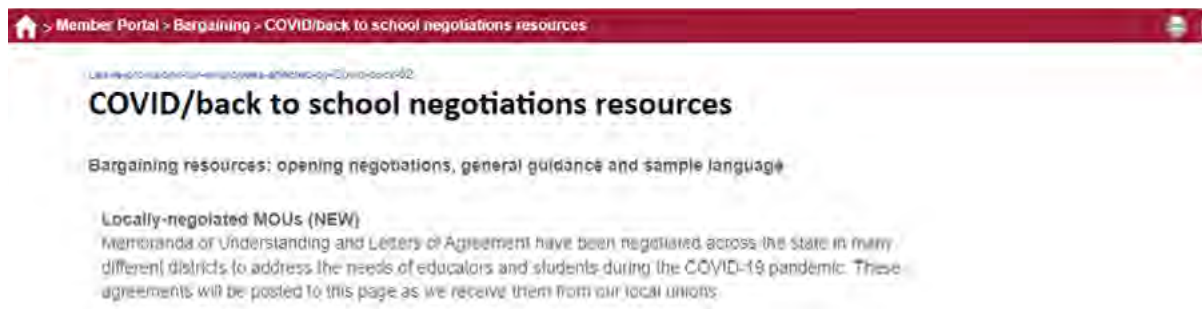 > Member Portal > Bargaining > COVID/back to school negotiations resources
COVID/back to school negotiations resources
Bargaining resources: opening negotiations, general guidance and sample language
Locally-negotiated MOUs (NEW)
Memoranda of Understanding and Letters of Agreement have been negotiated across the state in many
different districts to address the needs of educators and students during the COVID-19 pandemic. These
agreements will be posted to this page as we receive them from our local unions